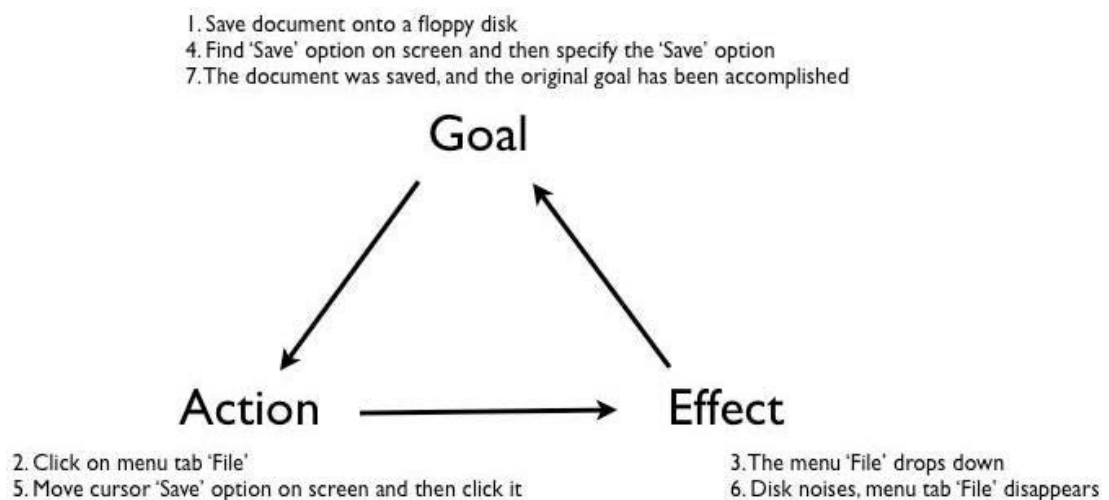 1. Save document onto a floppy disk
4. Find ‘Save’ option on screen and then specify the ‘Save’ option
7. The document was saved, and the original goal has been accomplished
Goal
Action
Effect
2. Click on menu tab ‘File’
5. Move cursor ‘Save’ option on screen and then click it
3. The menu ‘File’ drops down
6. Disk noises, menu tab ‘File’ disappears